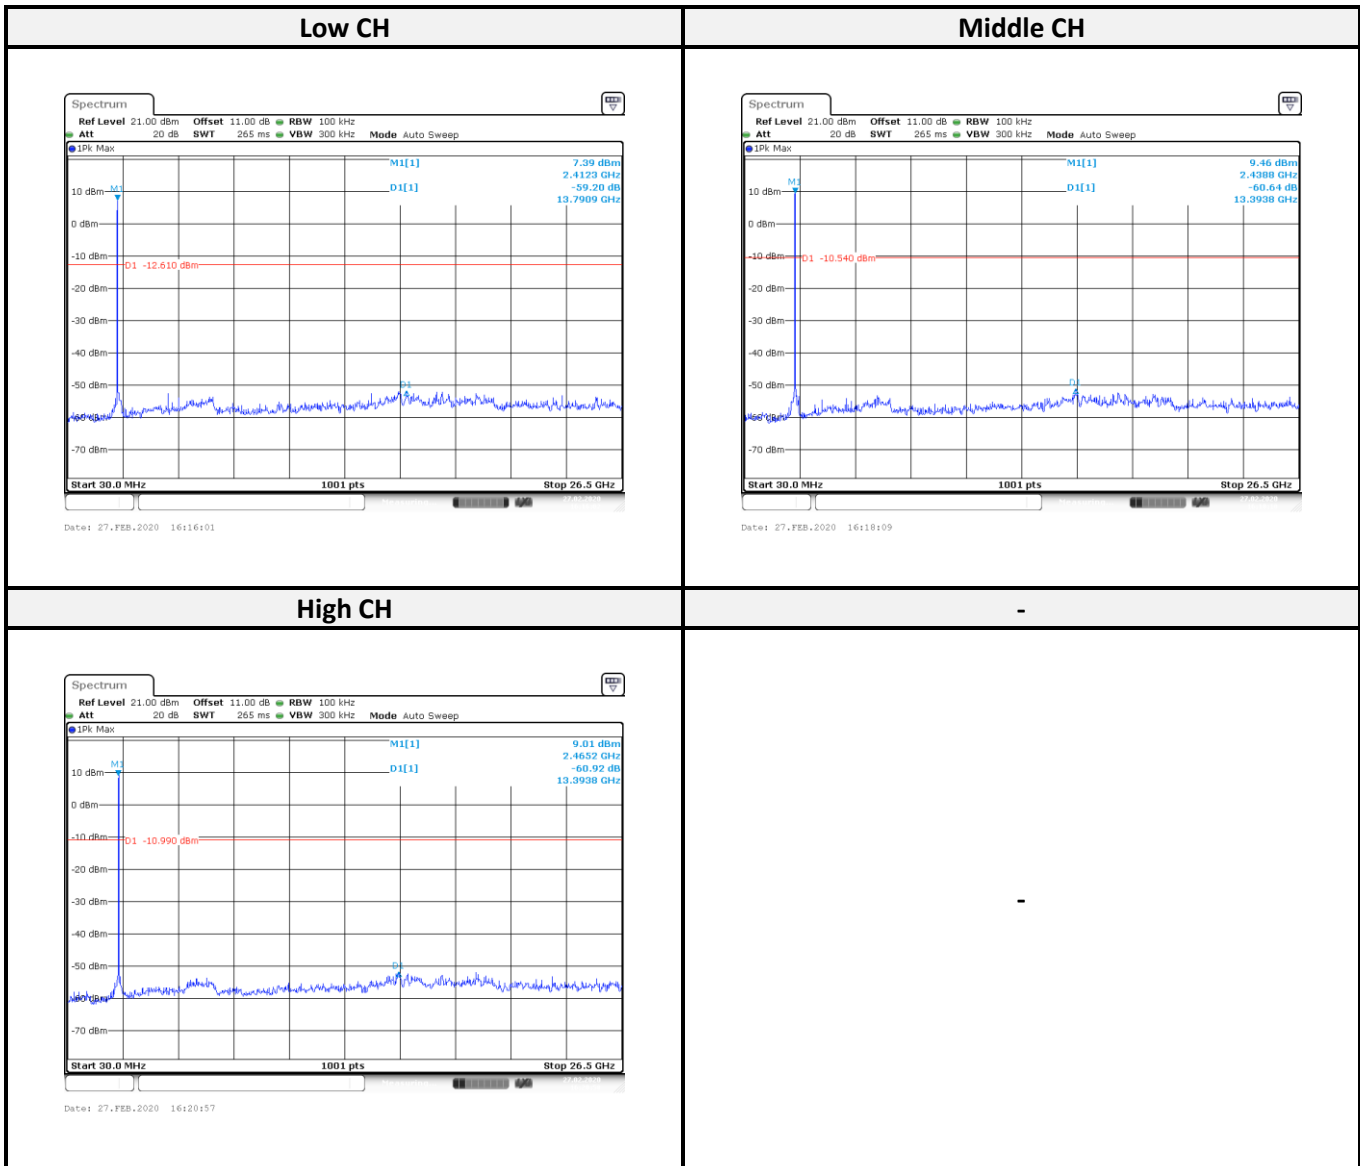 Low CH
Middle CH
Spectrum
Ref Level 21.00 dBm Offset 11.00 dB RBW 100 kHz
Att 20 dB SWT 265 ms VBW 300 kHz Mode Auto Sweep
1Pk Max
M1[1] 7.39 dBm
2.4123 GHz
D1[1] -59.20 dB
13.7909 GHz
M1
10 dBm
0 dBm
-10 dBm
D1 -12.610 dBm
-20 dBm
-30 dBm
-40 dBm
-50 dBm
D1
-60 dBm
-70 dBm
Start 30.0 MHz 1001 pts Stop 26.5 GHz
Date: 27.FEB.2020 16:16:01
Spectrum
Ref Level 21.00 dBm Offset 11.00 dB RBW 100 kHz
Att 20 dB SWT 265 ms VBW 300 kHz Mode Auto Sweep
1Pk Max
M1[1] 9.46 dBm
2.4388 GHz
D1[1] -60.64 dB
13.3938 GHz
M1
10 dBm
0 dBm
-10 dBm
D1 -10.540 dBm
-20 dBm
-30 dBm
-40 dBm
-50 dBm
D1
-60 dBm
-70 dBm
Start 30.0 MHz 1001 pts Stop 26.5 GHz
Date: 27.FEB.2020 16:18:09
High CH
-
Spectrum
Ref Level 21.00 dBm Offset 11.00 dB RBW 100 kHz
Att 20 dB SWT 265 ms VBW 300 kHz Mode Auto Sweep
1Pk Max
M1[1] 9.01 dBm
2.4652 GHz
D1[1] -60.92 dB
13.3938 GHz
M1
10 dBm
0 dBm
-10 dBm
D1 -10.990 dBm
-20 dBm
-30 dBm
-40 dBm
-50 dBm
D1
-60 dBm
-70 dBm
Start 30.0 MHz 1001 pts Stop 26.5 GHz
Date: 27.FEB.2020 16:20:57
-